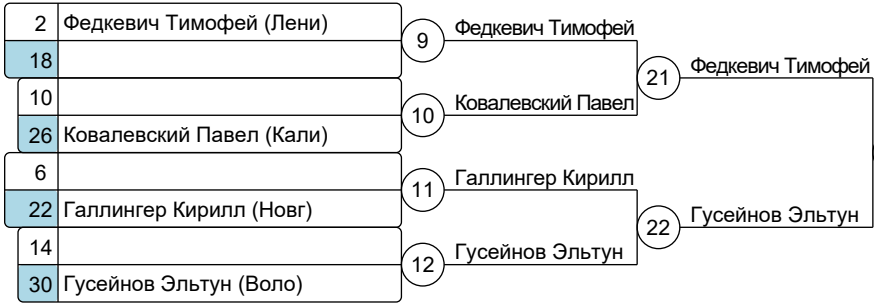 2 Федкевич Тимофей (Лени)
18
9 Федкевич Тимофей
10
26 Ковалевский Павел (Кали)
10 Ковалевский Павел
21 Федкевич Тимофей
6
22 Галлингер Кирилл (Новг)
11 Галлингер Кирилл
14
30 Гусейнов Эльтун (Воло)
12 Гусейнов Эльтун
22 Гусейнов Эльтун